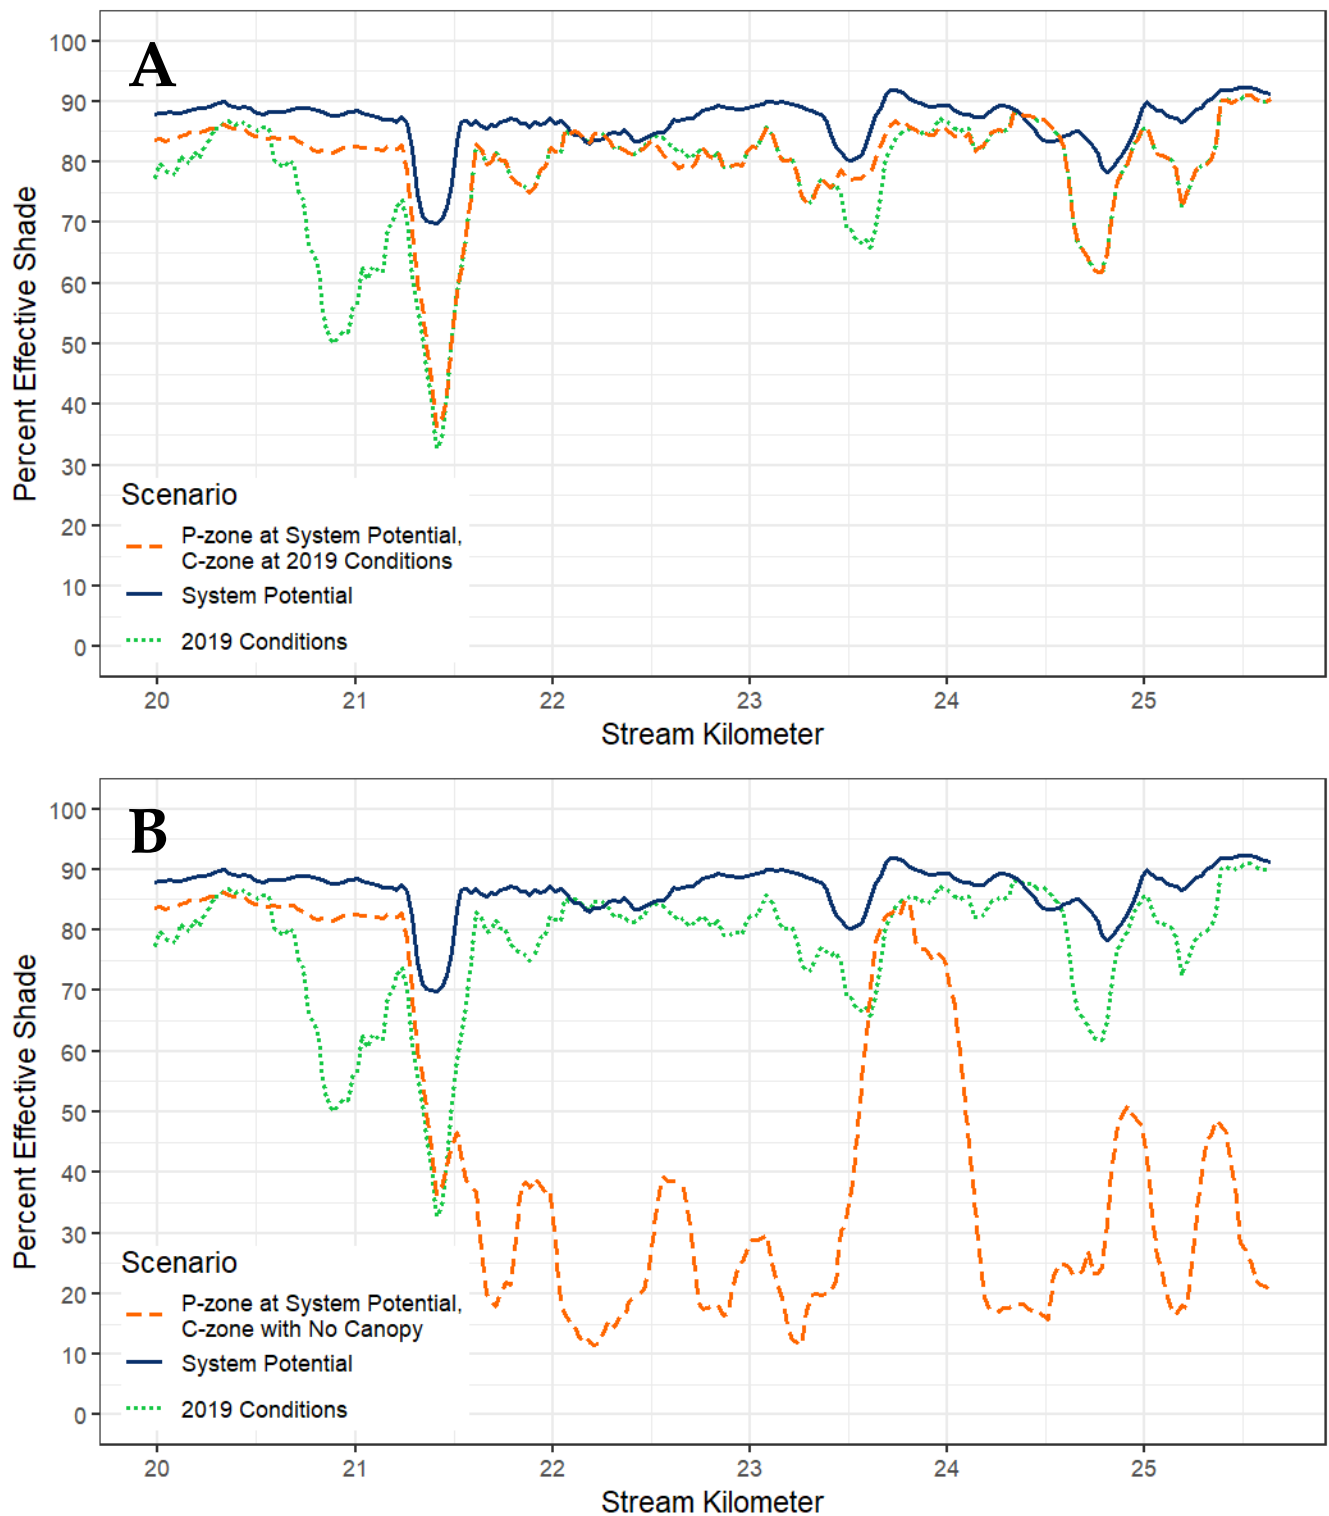 A
100
90
80
70
60
50
40
30
20
10
0
Percent Effective Shade
Scenario
P-zone at System Potential,
C-zone at 2019 Conditions
System Potential
2019 Conditions
20 21 22 23 24 25
Stream Kilometer
B
100
90
80
70
60
50
40
30
20
10
0
Percent Effective Shade
Scenario
P-zone at System Potential,
C-zone with No Canopy
System Potential
2019 Conditions
20 21 22 23 24 25
Stream Kilometer